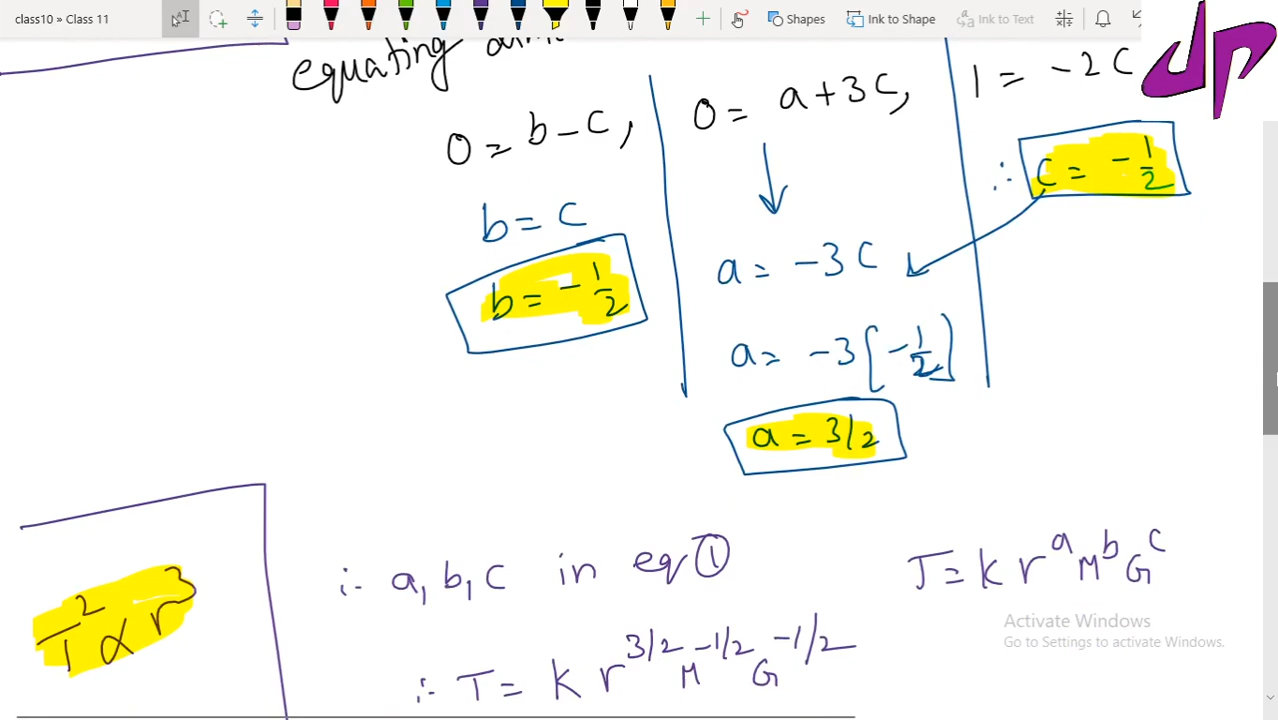 class10 » Class 11
Shapes
Ink to Shape
Ink to Text
dp
equating
0 = b - c,
0 = a + 3c,
1 = -2c
∴ c = -1/2
b = c
b = -1/2
a = -3c
a = -3[-1/2]
a = 3/2
T² ∝ r³
∴ a, b, c in eq ①
T = k r^a M^b G^c
∴ T = k r^3/2 M^-1/2 G^-1/2
Activate Windows
Go to Settings to activate Windows.